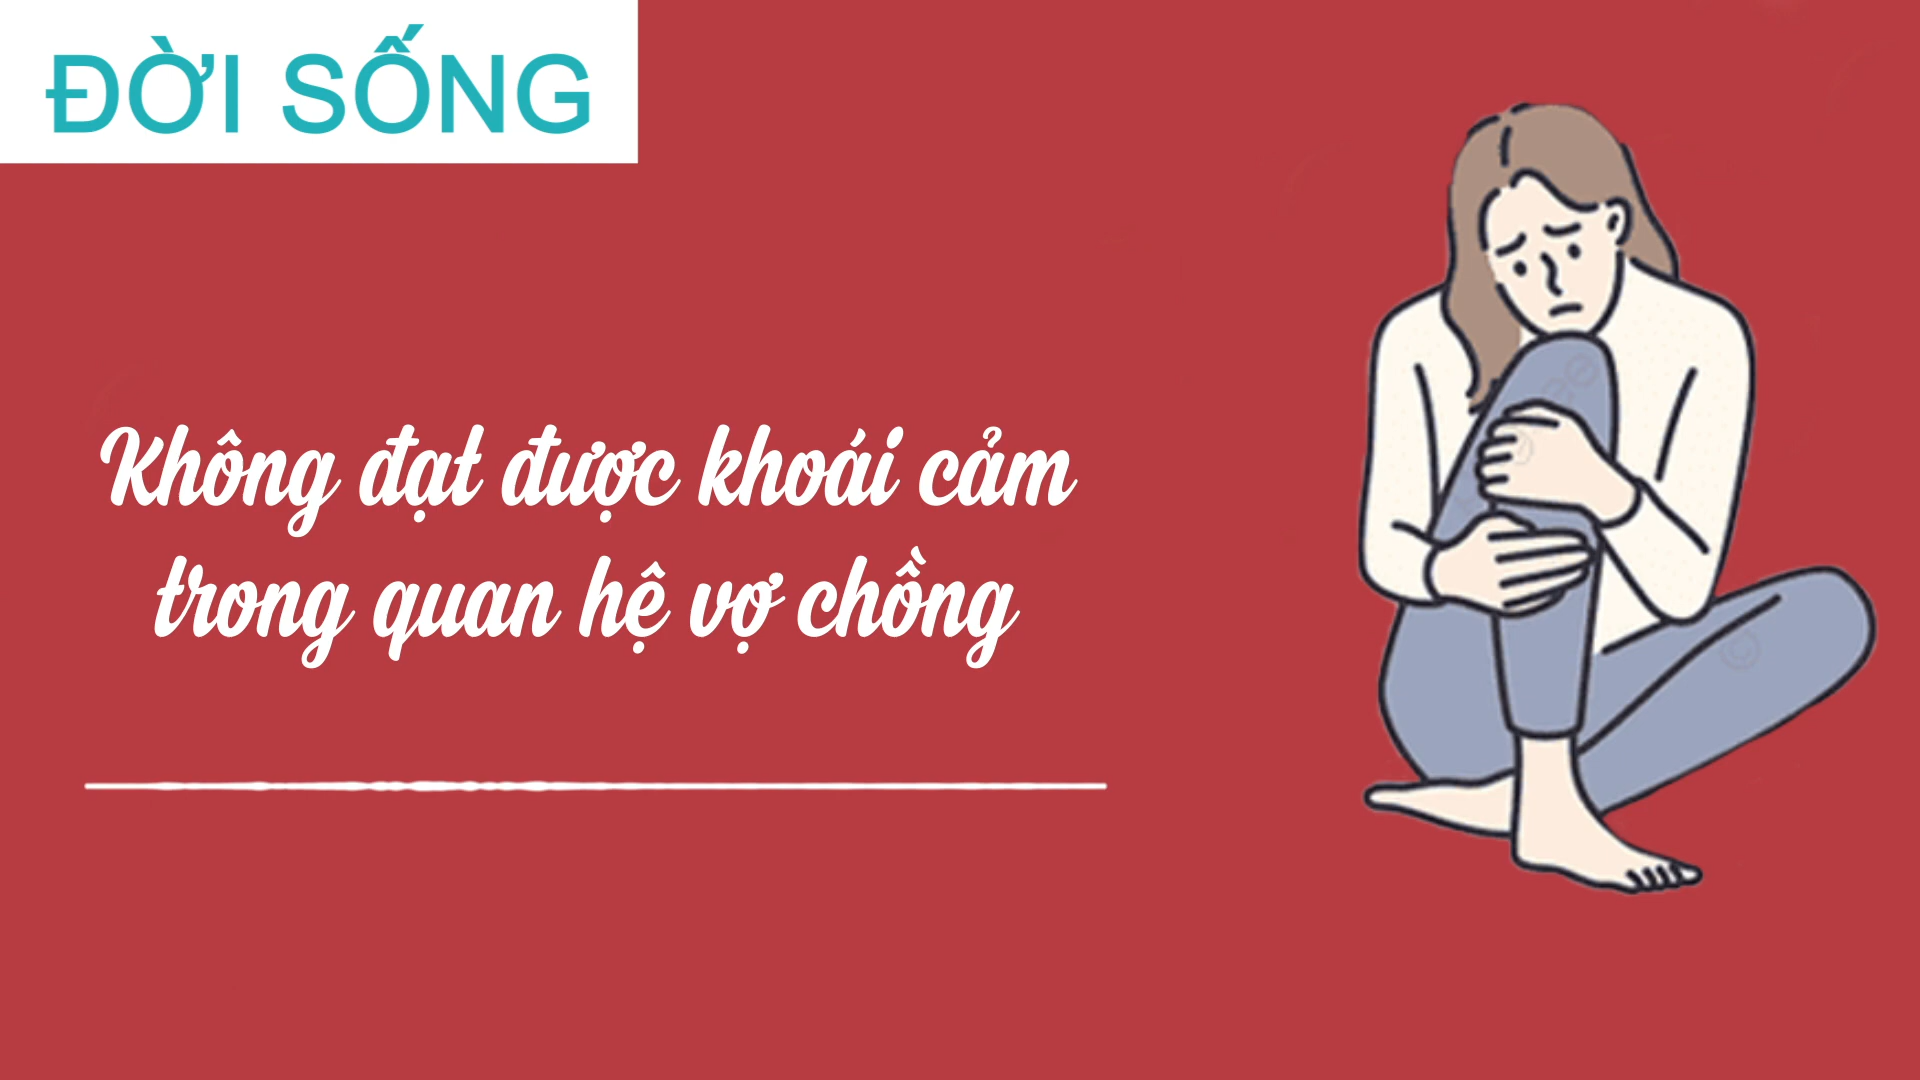 ĐỜI SỐNG
Không đạt được khoái cảm
trong quan hệ vợ chồng